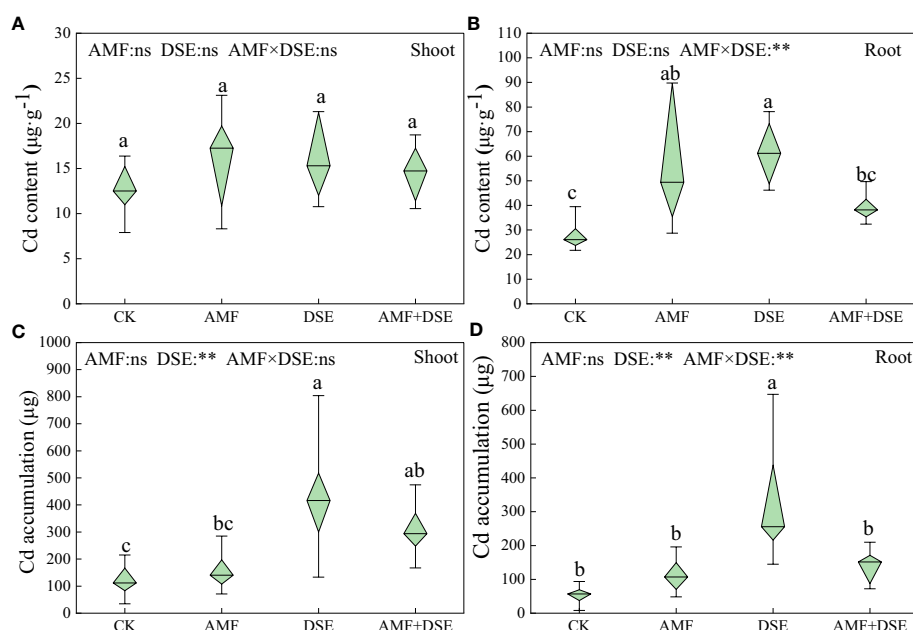 A
AMF:ns DSE:ns AMF×DSE:ns Shoot
Cd content (μg·g⁻¹)
30
25
20
15
10
5
0
a
a
a
a
CK AMF DSE AMF+DSE
B
AMF:ns DSE:ns AMF×DSE:** Root
Cd content (μg·g⁻¹)
110
100
90
80
70
60
50
40
30
20
10
0
c
ab
a
bc
CK AMF DSE AMF+DSE
C
AMF:ns DSE:** AMF×DSE:ns Shoot
Cd accumulation (μg)
1000
900
800
700
600
500
400
300
200
100
0
c
bc
a
ab
CK AMF DSE AMF+DSE
D
AMF:ns DSE:** AMF×DSE:** Root
Cd accumulation (μg)
800
700
600
500
400
300
200
100
0
b
b
a
b
CK AMF DSE AMF+DSE